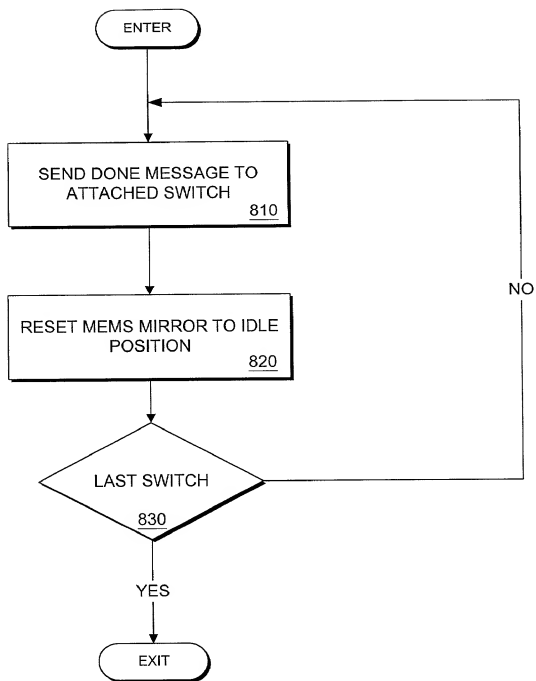 ENTER
SEND DONE MESSAGE TO
ATTACHED SWITCH
810
RESET MEMS MIRROR TO IDLE
POSITION
820
NO
LAST SWITCH
830
YES
EXIT